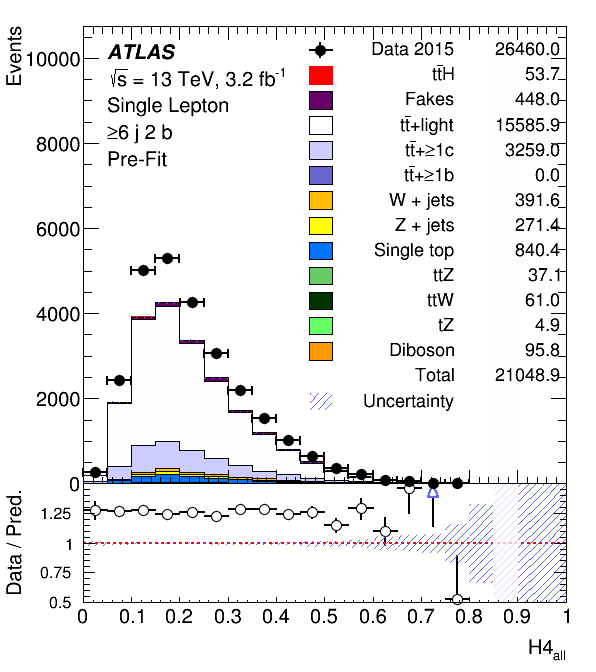 Events
10000
8000
6000
4000
2000
0
ATLAS
√s = 13 TeV, 3.2 fb-1
Single Lepton
≥6 j 2 b
Pre-Fit
Data 2015 26460.0
tt̄H 53.7
Fakes 448.0
tt̄+light 15585.9
tt̄+≥1c 3259.0
tt̄+≥1b 0.0
W + jets 391.6
Z + jets 271.4
Single top 840.4
ttZ 37.1
ttW 61.0
tZ 4.9
Diboson 95.8
Total 21048.9
Uncertainty
Data / Pred.
1.25
1
0.75
0.5
0 0.1 0.2 0.3 0.4 0.5 0.6 0.7 0.8 0.9 1
H4all